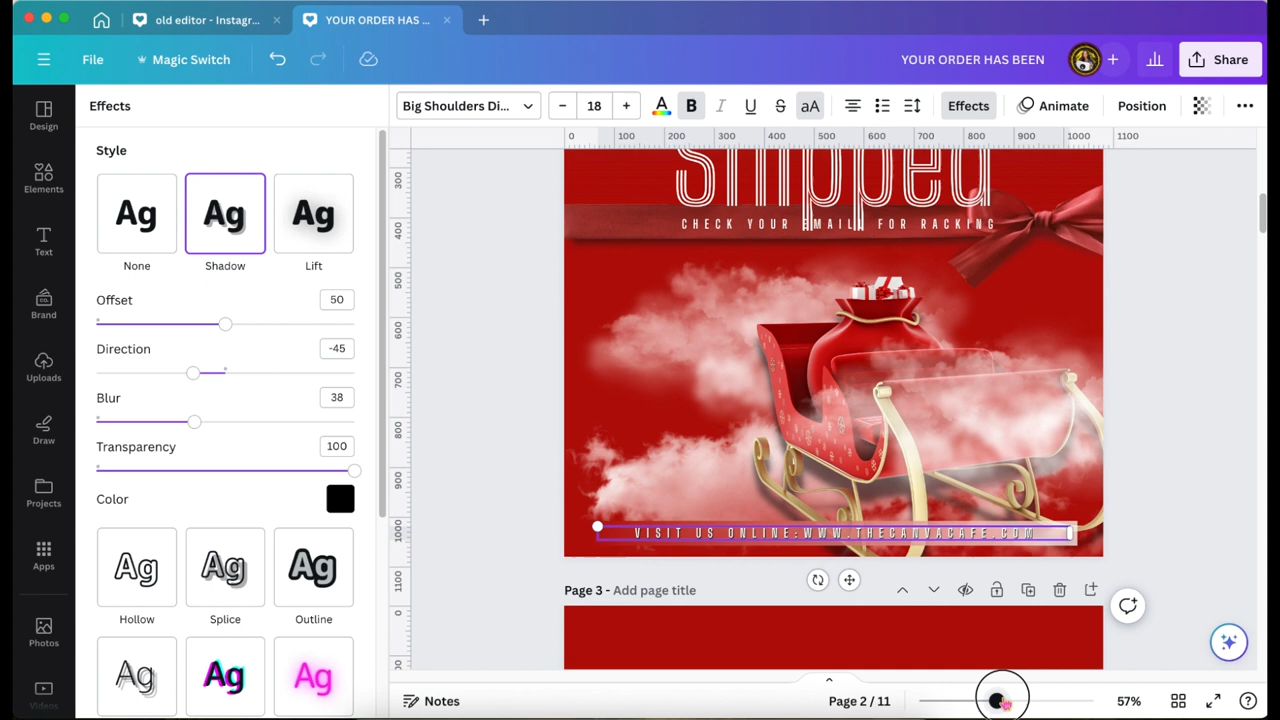 old editor - Instagr...
YOUR ORDER HAS ...
File
Magic Switch
YOUR ORDER HAS BEEN
Share
Design
Elements
Text
Brand
Uploads
Draw
Projects
Apps
Photos
Videos
Effects
Style
Ag
Ag
Ag
None
Shadow
Lift
Offset
50
Direction
-45
Blur
38
Transparency
100
Color
Ag
Ag
Ag
Hollow
Splice
Outline
Ag
Ag
Ag
Big Shoulders Di...
18
A
B
I
U
S
aA
Effects
Animate
Position
0 100 200 300 400 500 600 700 800 900 1000 1100
300
400
500
600
700
800
900
1000
1100
0
Shipped
CHECK YOUR EMAIL FOR RACKING
VISIT US ONLINE:WWW.THECANVACAFE.COM
Page 3 - Add page title
Notes
Page 2 / 11
57%